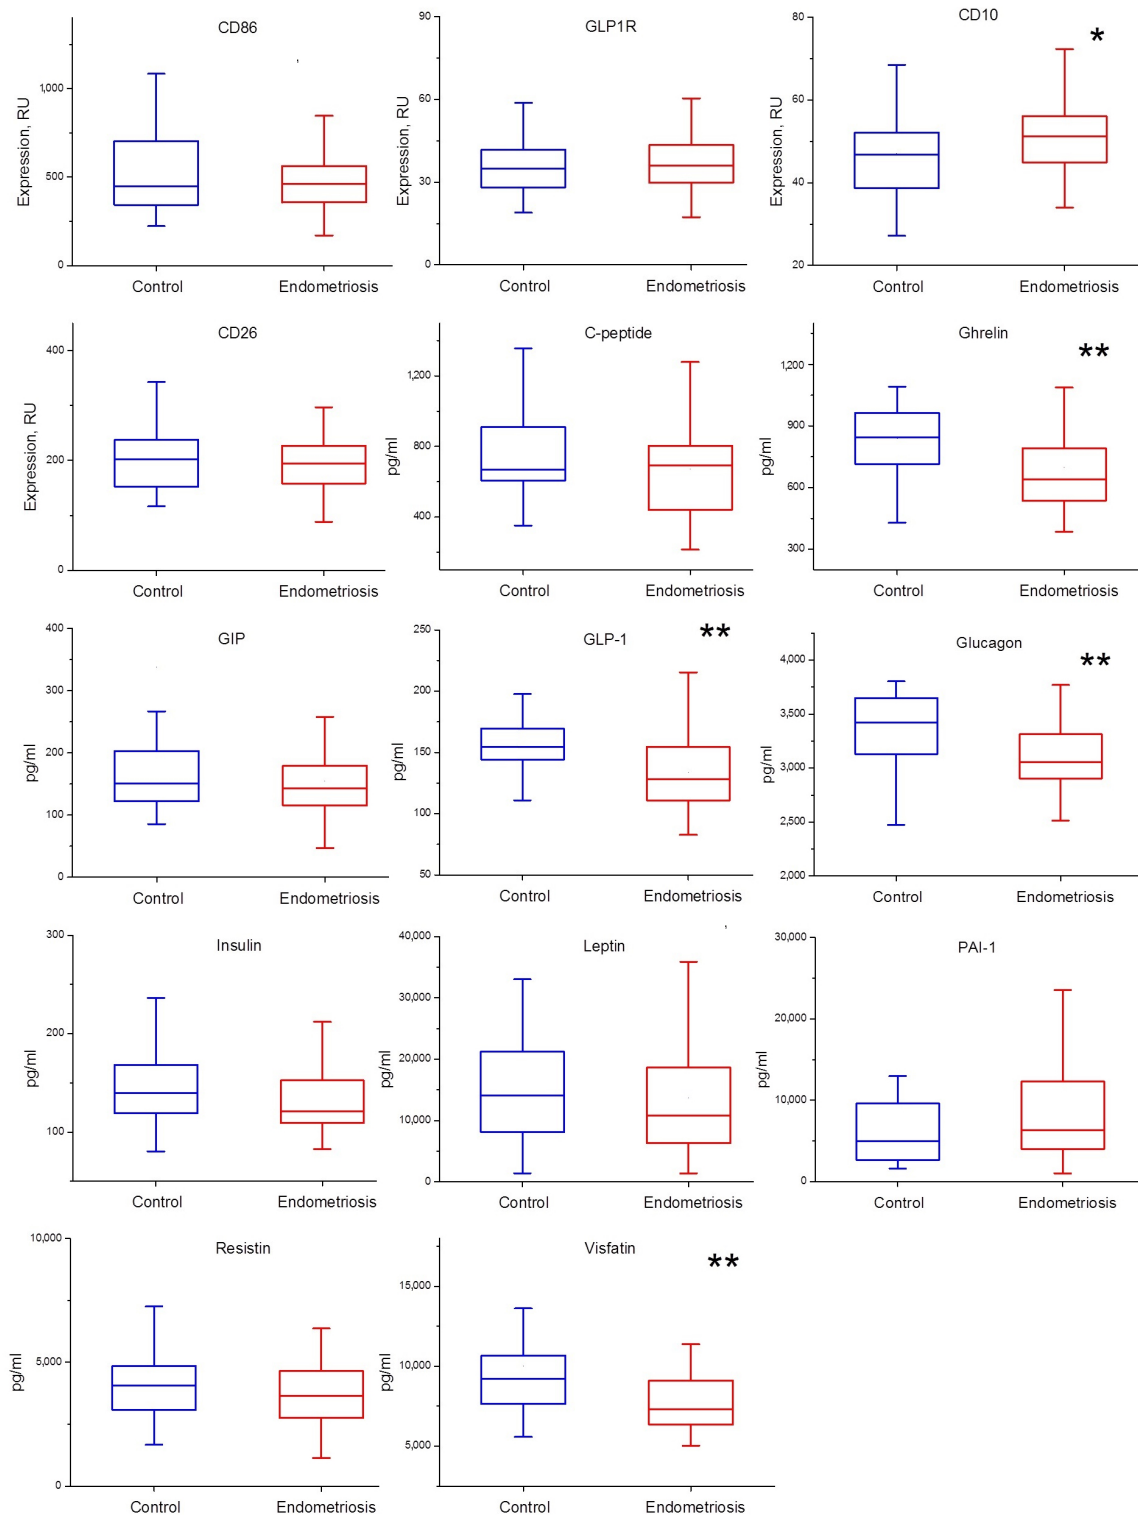 CD86
Expression, RU
1,000
500
0
Control
Endometriosis
GLP1R
Expression, RU
90
60
30
0
Control
Endometriosis
CD10
*
Expression, RU
80
60
40
20
Control
Endometriosis
CD26
Expression, RU
400
200
0
Control
Endometriosis
C-peptide
pg/ml
1,200
800
400
Control
Endometriosis
Ghrelin
**
pg/ml
1,200
900
600
300
Control
Endometriosis
GIP
pg/ml
400
300
200
100
0
Control
Endometriosis
GLP-1
**
pg/ml
250
200
150
100
50
Control
Endometriosis
Glucagon
**
pg/ml
4,000
3,500
3,000
2,500
2,000
Control
Endometriosis
Insulin
pg/ml
300
200
100
Control
Endometriosis
Leptin
pg/ml
40,000
30,000
20,000
10,000
0
Control
Endometriosis
PAI-1
pg/ml
30,000
20,000
10,000
0
Control
Endometriosis
Resistin
pg/ml
10,000
5,000
0
Control
Endometriosis
Visfatin
**
pg/ml
15,000
10,000
5,000
Control
Endometriosis